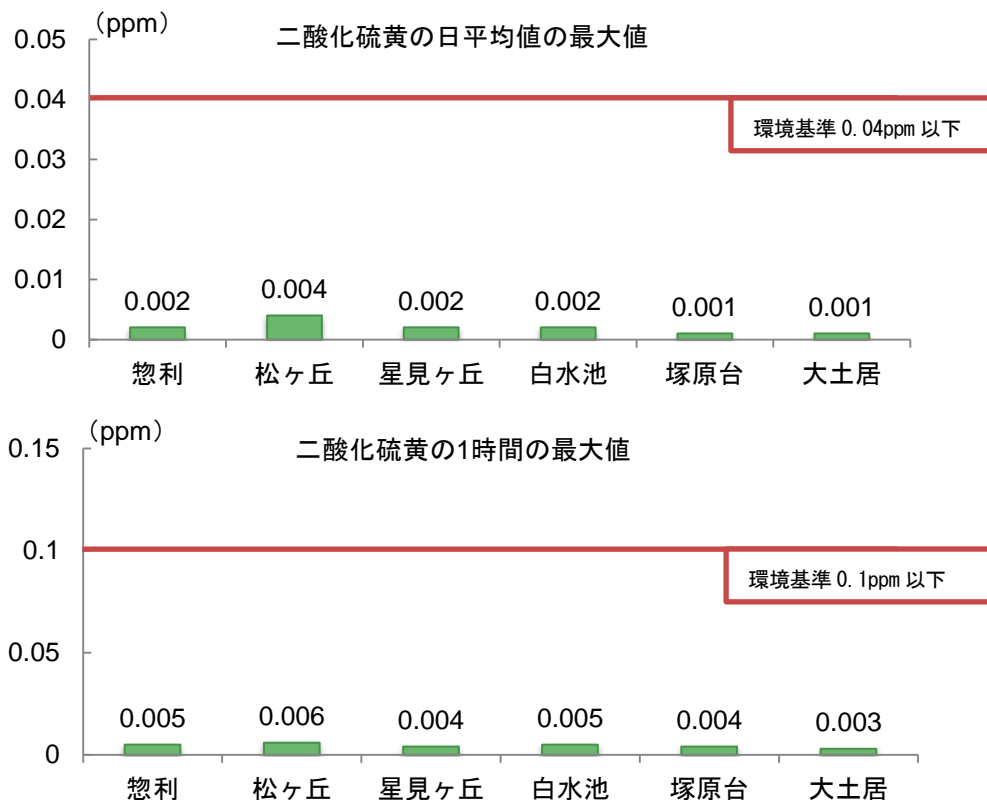 （ppm）
二酸化硫黄の日平均値の最大値
0.05
0.04
環境基準 0.04ppm 以下
0.03
0.02
0.01
0.002 0.004 0.002 0.002 0.001 0.001
0
惣利 松ヶ丘 星見ヶ丘 白水池 塚原台 大土居
（ppm）
二酸化硫黄の1時間の最大値
0.15
0.1
環境基準 0.1ppm 以下
0.05
0.005 0.006 0.004 0.005 0.004 0.003
0
惣利 松ヶ丘 星見ヶ丘 白水池 塚原台 大土居